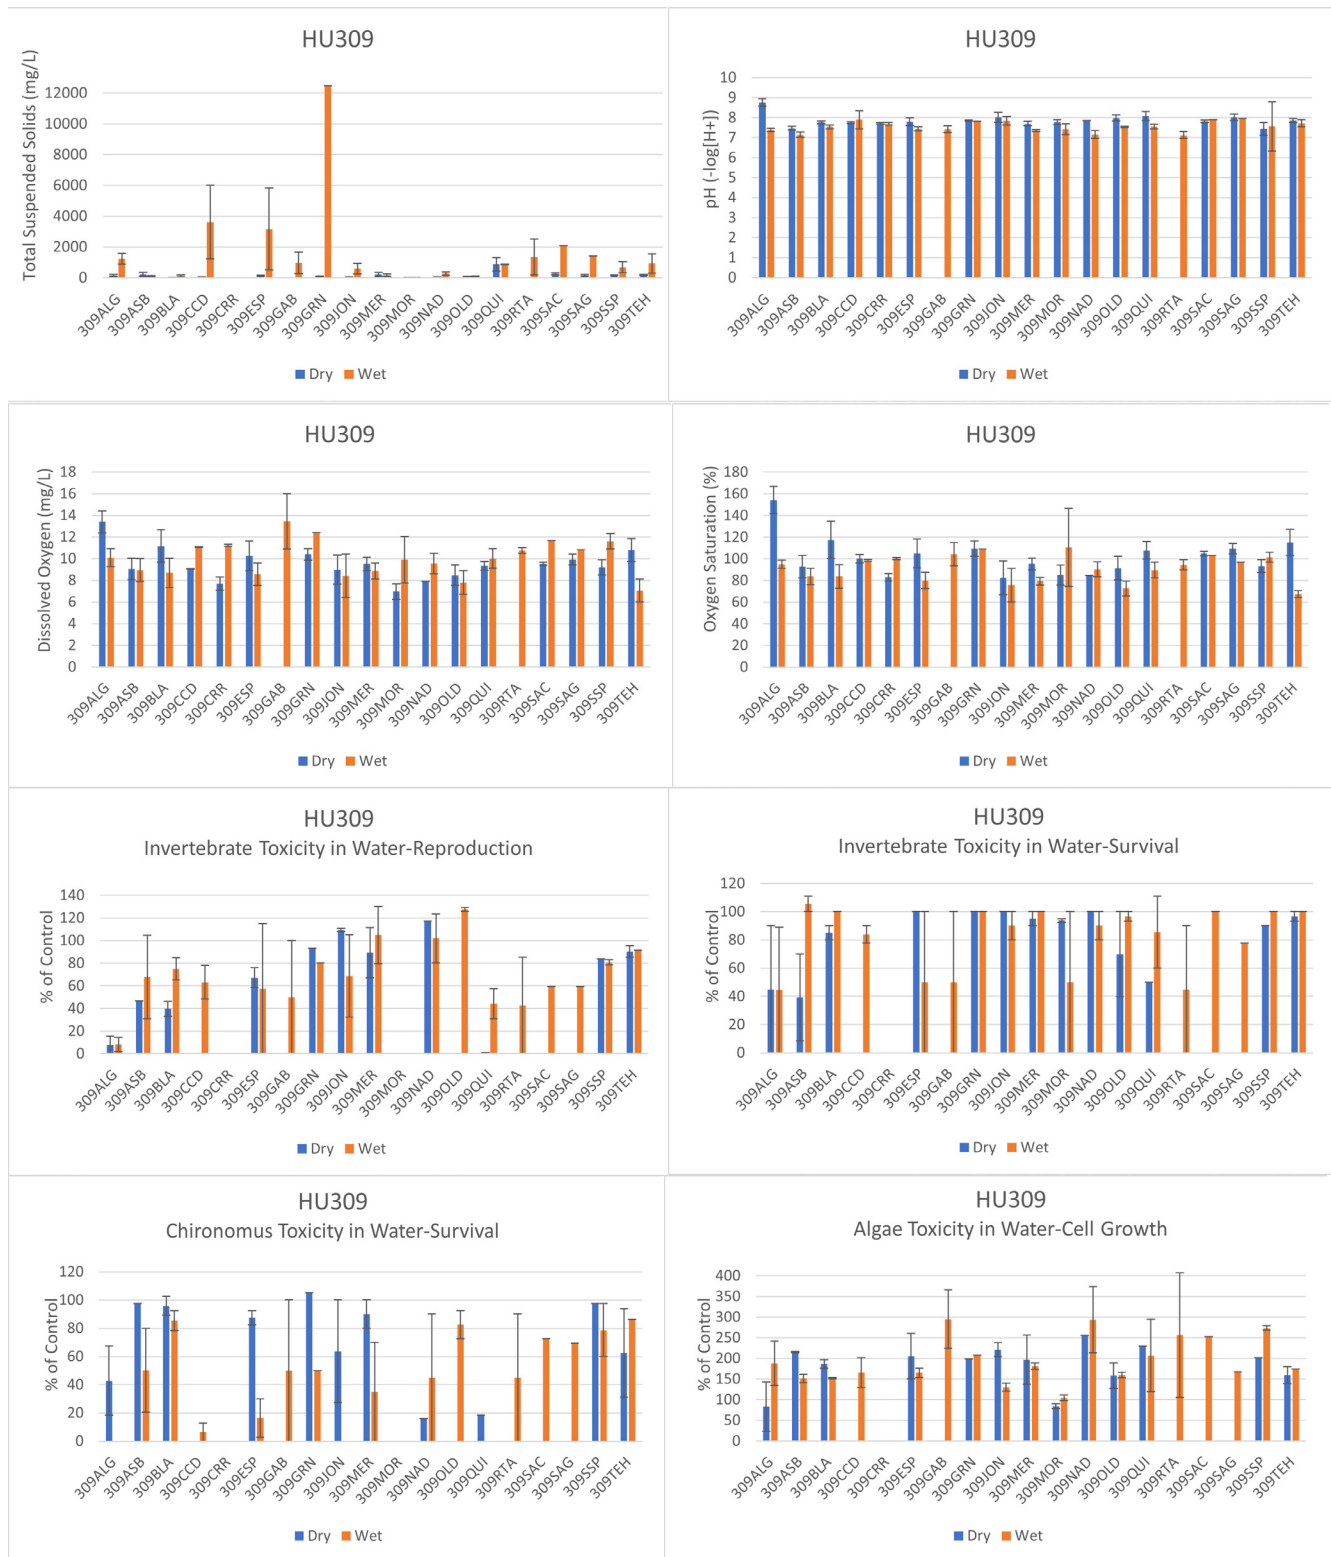 HU309
Total Suspended Solids (mg/L)
12000
10000
8000
6000
4000
2000
0
309ALG
309ASB
309BLA
309CCD
309CRR
309ESP
309GAB
309GRN
309JON
309MER
309MOR
309NAD
309OLD
309QUI
309RTA
309SAC
309SAG
309SSP
309TEH
Dry Wet
HU309
pH (-log[H+])
10
9
8
7
6
5
4
3
2
1
0
309ALG
309ASB
309BLA
309CCD
309CRR
309ESP
309GAB
309GRN
309JON
309MER
309MOR
309NAD
309OLD
309QUI
309RTA
309SAC
309SAG
309SSP
309TEH
Dry Wet
HU309
Dissolved Oxygen (mg/L)
18
16
14
12
10
8
6
4
2
0
309ALG
309ASB
309BLA
309CCD
309CRR
309ESP
309GAB
309GRN
309JON
309MER
309MOR
309NAD
309OLD
309QUI
309RTA
309SAC
309SAG
309SSP
309TEH
Dry Wet
HU309
Oxygen Saturation (%)
180
160
140
120
100
80
60
40
20
0
309ALG
309ASB
309BLA
309CCD
309CRR
309ESP
309GAB
309GRN
309JON
309MER
309MOR
309NAD
309OLD
309QUI
309RTA
309SAC
309SAG
309SSP
309TEH
Dry Wet
HU309
Invertebrate Toxicity in Water-Reproduction
% of Control
140
120
100
80
60
40
20
0
309ALG
309ASB
309BLA
309CCD
309CRR
309ESP
309GAB
309GRN
309JON
309MER
309MOR
309NAD
309OLD
309QUI
309RTA
309SAC
309SAG
309SSP
309TEH
Dry Wet
HU309
Invertebrate Toxicity in Water-Survival
% of Control
120
100
80
60
40
20
0
309ALG
309ASB
309BLA
309CCD
309CRR
309ESP
309GAB
309GRN
309JON
309MER
309MOR
309NAD
309OLD
309QUI
309RTA
309SAC
309SAG
309SSP
309TEH
Dry Wet
HU309
Chironomus Toxicity in Water-Survival
% of Control
120
100
80
60
40
20
0
309ALG
309ASB
309BLA
309CCD
309CRR
309ESP
309GAB
309GRN
309JON
309MER
309MOR
309NAD
309OLD
309QUI
309RTA
309SAC
309SAG
309SSP
309TEH
Dry Wet
HU309
Algae Toxicity in Water-Cell Growth
% of Control
400
350
300
250
200
150
100
50
0
309ALG
309ASB
309BLA
309CCD
309CRR
309ESP
309GAB
309GRN
309JON
309MER
309MOR
309NAD
309OLD
309QUI
309RTA
309SAC
309SAG
309SSP
309TEH
Dry Wet